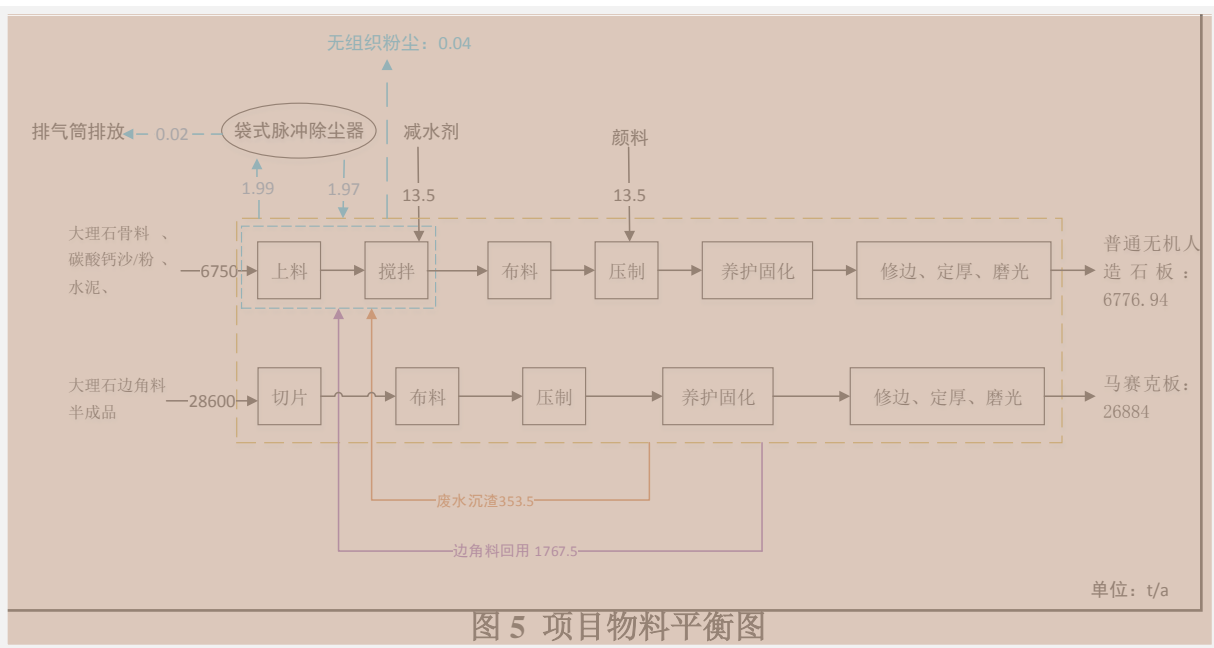 无组织粉尘：0.04
排气筒排放
0.02
袋式脉冲除尘器
减水剂
颜料
1.99
1.97
13.5
13.5
大理石骨料 、
碳酸钙沙/粉 、
水泥、
6750
上料
搅拌
布料
压制
养护固化
修边、定厚、磨光
普通无机人
造石板：
6776.94
大理石边角料
半成品
28600
切片
布料
压制
养护固化
修边、定厚、磨光
马赛克板：
26884
废水沉渣353.5
边角料回用 1767.5
单位：t/a
图 5 项目物料平衡图